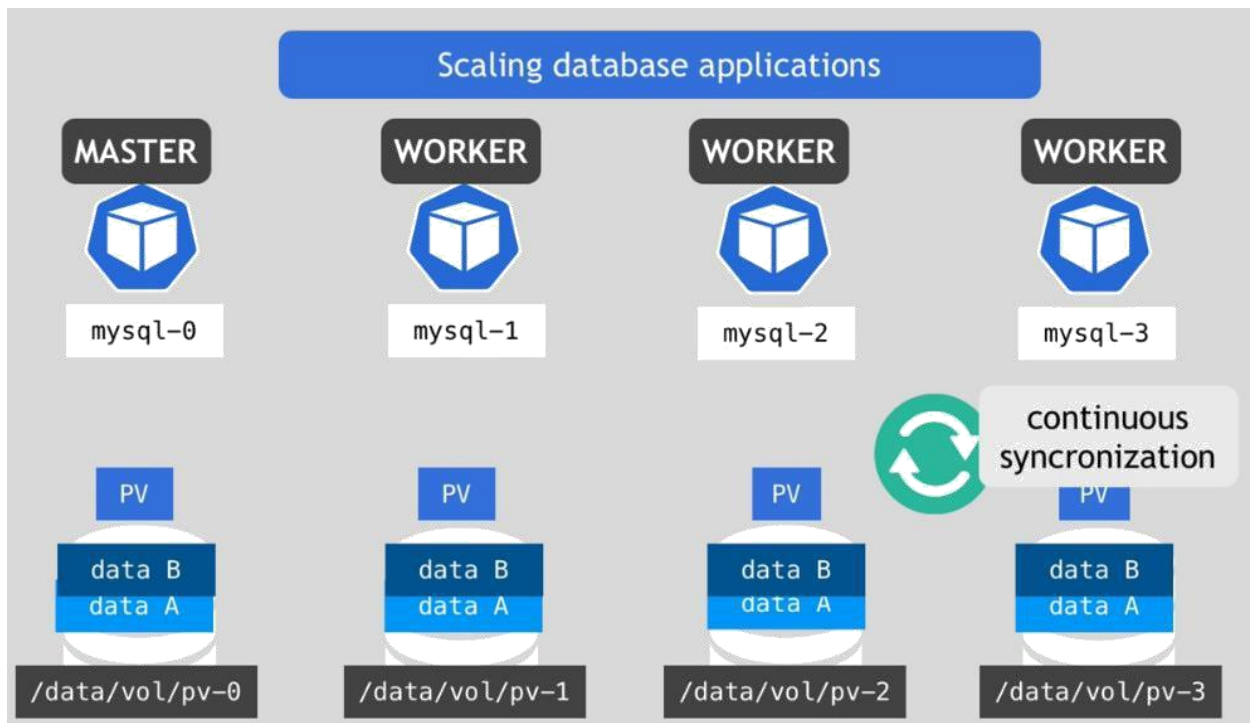 Scaling database applications
MASTER
WORKER
WORKER
WORKER
mysql-0
mysql-1
mysql-2
mysql-3
continuous
syncronization
PV
PV
PV
PV
data B
data B
data B
data B
data A
data A
data A
data A
/data/vol/pv-0
/data/vol/pv-1
/data/vol/pv-2
/data/vol/pv-3